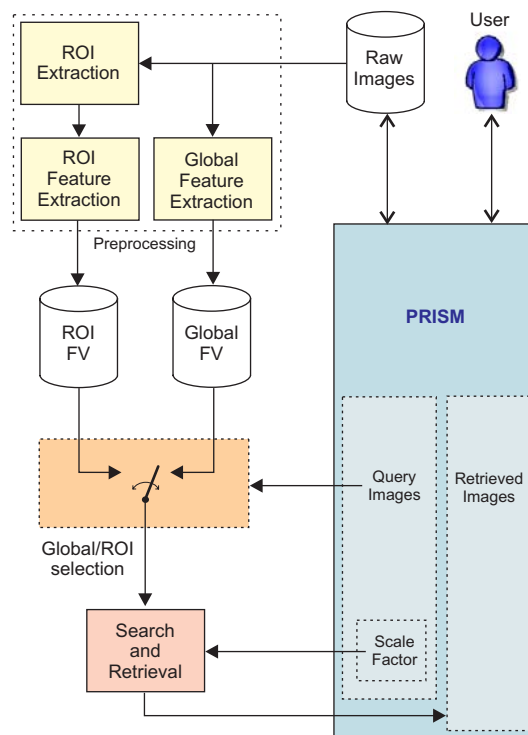 User
ROI
Extraction
Raw
Images
ROI
Feature
Extraction
Global
Feature
Extraction
Preprocessing
PRISM
ROI
FV
Global
FV
Query
Images
Retrieved
Images
Global/ROI
selection
Search
and
Retrieval
Scale
Factor